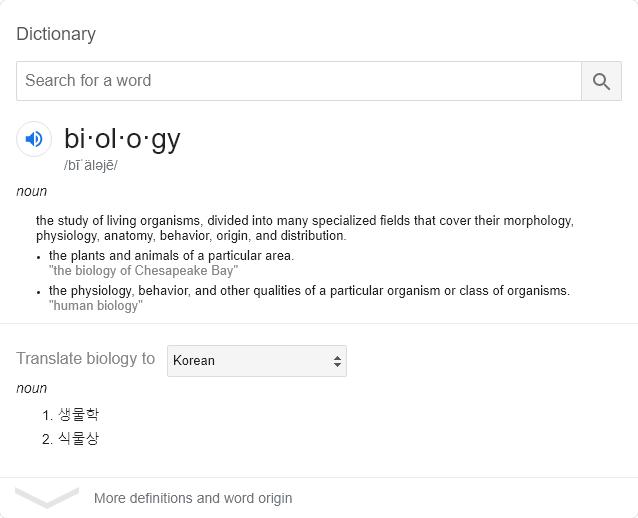 Dictionary
Search for a word
bi·ol·o·gy
/bīˈäləjē/
noun
the study of living organisms, divided into many specialized fields that cover their morphology,
physiology, anatomy, behavior, origin, and distribution.
• the plants and animals of a particular area.
"the biology of Chesapeake Bay"
• the physiology, behavior, and other qualities of a particular organism or class of organisms.
"human biology"
Translate biology to Korean
noun
1. 생물학
2. 식물상
More definitions and word origin